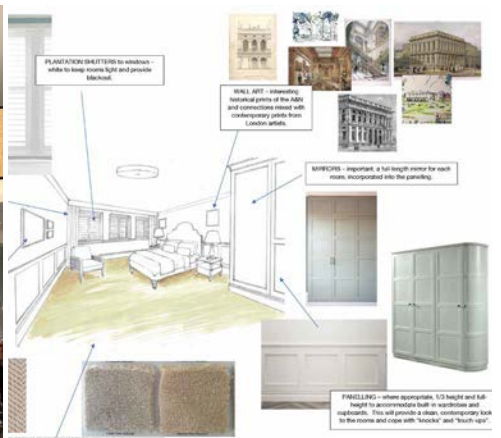 PLANTATION SHUTTERS to windows -
white to keep rooms light and provide
blackout.
WALL ART - interesting
historical prints of the A&N
and connections mixed with
contemporary prints from
London artists.
MIRRORS - important, a full length mirror for each
room, incorporated into the panelling.
PANELLING - where appropriate, 1/3 height and full-
height to accommodate built in wardrobes and
cupboards. This will provide a clean, contemporary look
to the rooms and cope with "knocks" and "touch-ups".